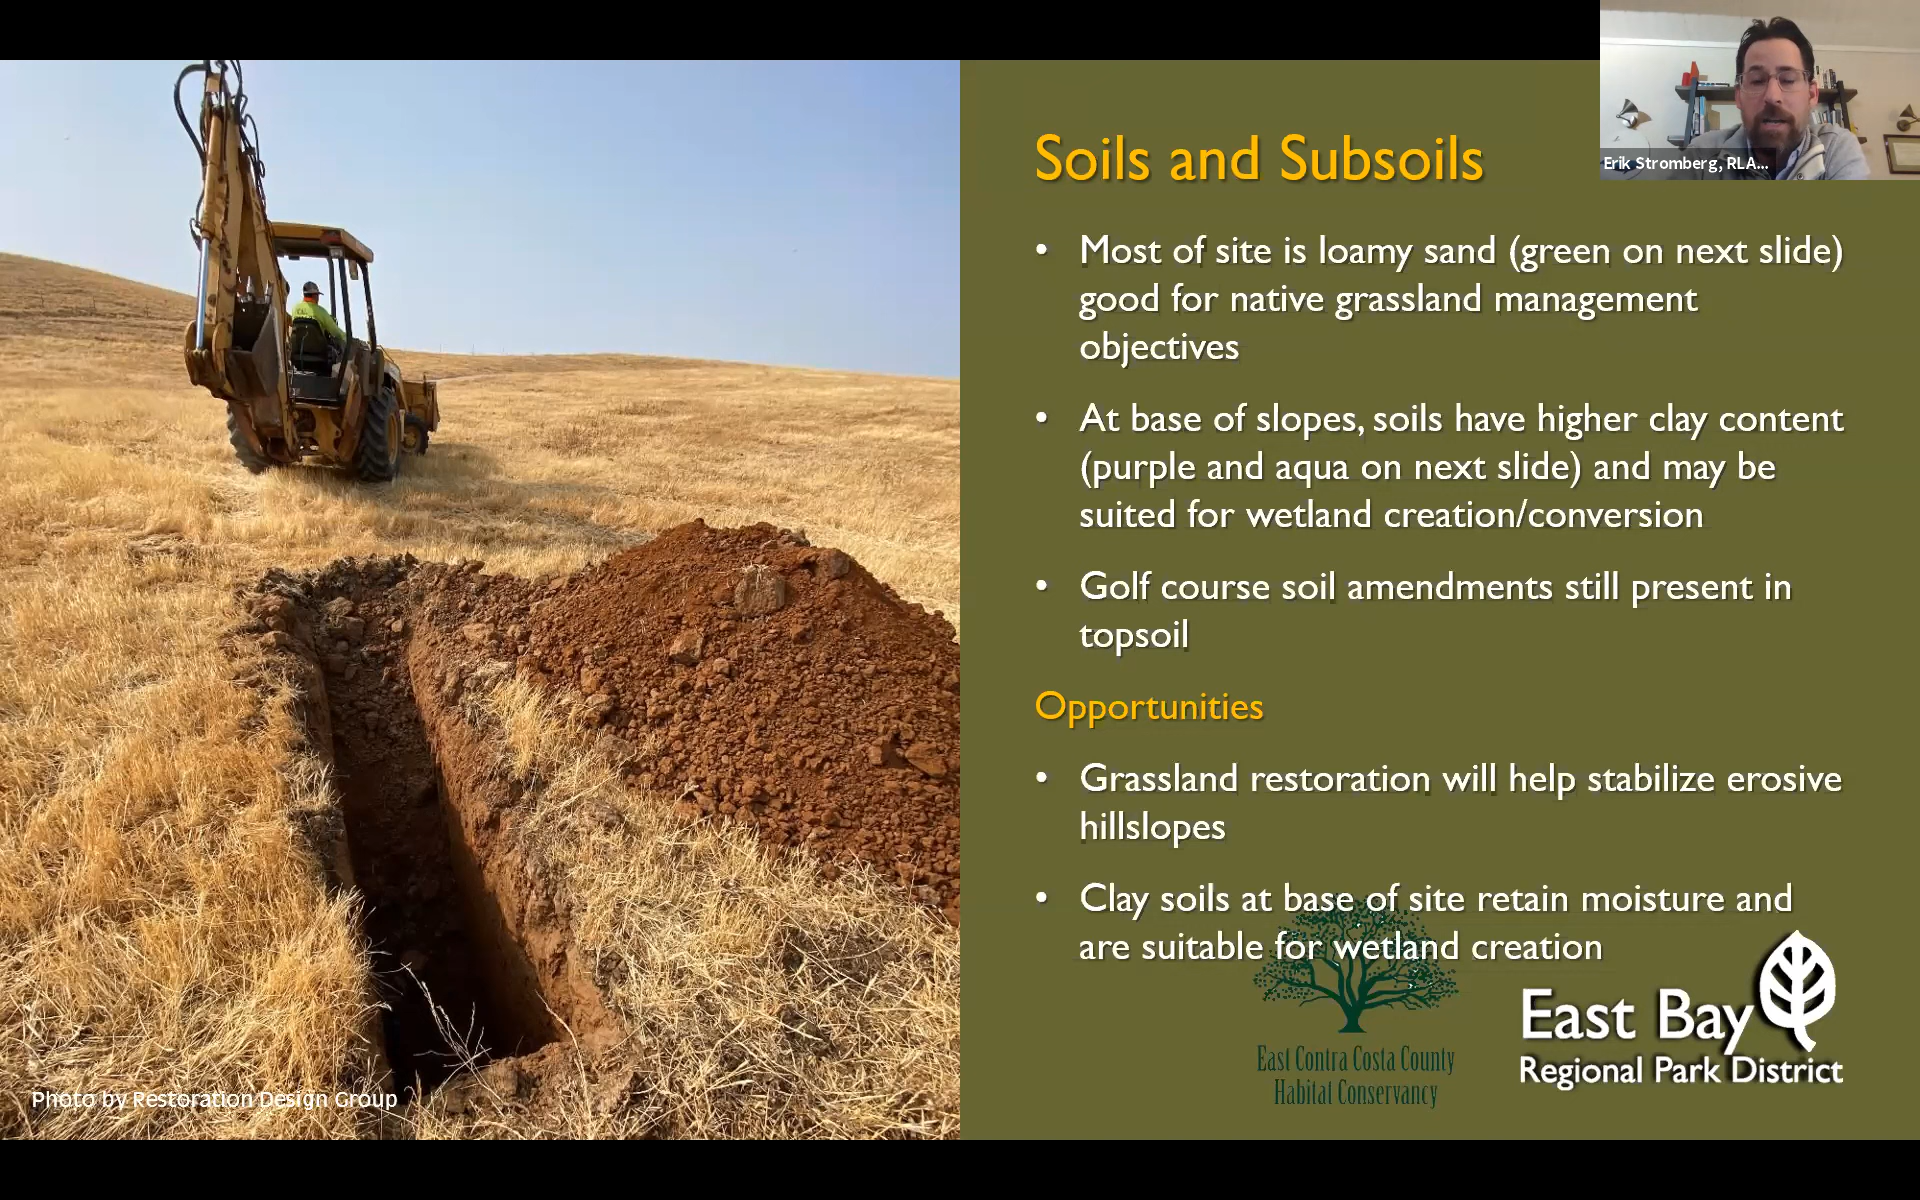 Erik Stromberg, RLA...
Soils and Subsoils
• Most of site is loamy sand (green on next slide)
good for native grassland management
objectives
• At base of slopes, soils have higher clay content
(purple and aqua on next slide) and may be
suited for wetland creation/conversion
• Golf course soil amendments still present in
topsoil
Opportunities
• Grassland restoration will help stabilize erosive
hillslopes
• Clay soils at base of site retain moisture and
are suitable for wetland creation
East Contra Costa County
Habitat Conservancy
East Bay
Regional Park District
Photo by Restoration Design Group